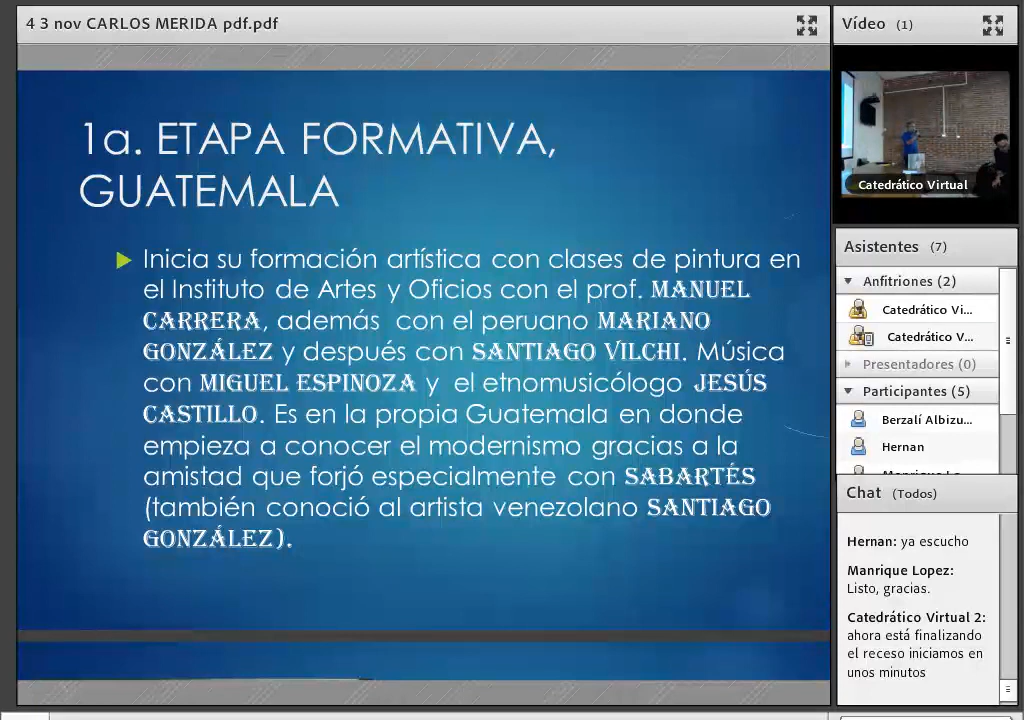 4 3 nov CARLOS MERIDA pdf.pdf
1a. ETAPA FORMATIVA,
GUATEMALA
Inicia su formación artística con clases de pintura en
el Instituto de Artes y Oficios con el prof. MANUEL
CARRERA, además con el peruano MARIANO
GONZÁLEZ y después con SANTIAGO VILCHI. Música
con MIGUEL ESPINOZA y el etnomusicólogo JESÚS
CASTILLO. Es en la propia Guatemala en donde
empieza a conocer el modernismo gracias a la
amistad que forjó especialmente con SABARTÉS
(también conoció al artista venezolano SANTIAGO
GONZÁLEZ).
Vídeo (1)
Catedrático Virtual
Asistentes (7)
Anfitriones (2)
Catedrático Vi...
Catedrático V...
Presentadores (0)
Participantes (5)
Berzalí Albizu...
Hernan
Chat (Todos)
Hernan: ya escucho
Manrique Lopez:
Listo, gracias.
Catedrático Virtual 2:
ahora está finalizando
el receso iniciamos en
unos minutos